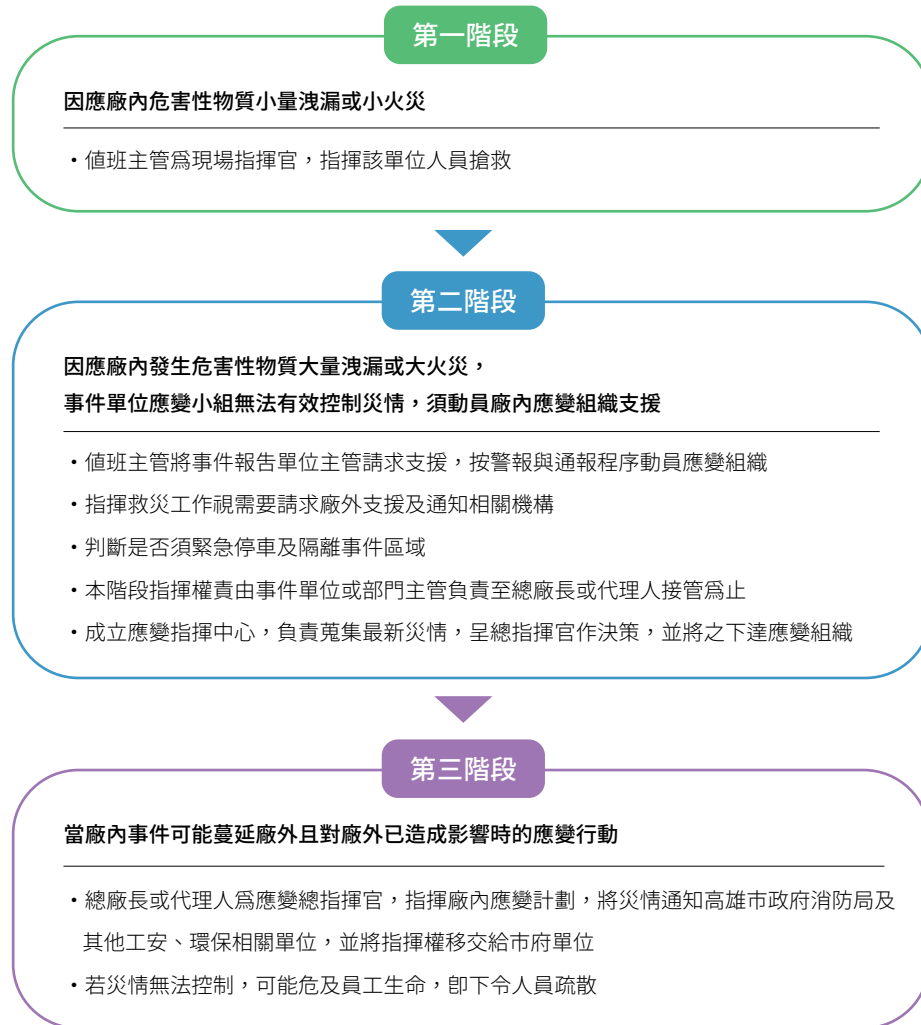 第一階段
因應廠內危害性物質小量洩漏或小火災
・值班主管爲現場指揮官，指揮該單位人員搶救
第二階段
因應廠內發生危害性物質大量洩漏或大火災，
事件單位應變小組無法有效控制災情，須動員廠內應變組織支援
・值班主管將事件報告單位主管請求支援，按警報與通報程序動員應變組織
・指揮救災工作視需要請求廠外支援及通知相關機構
・判斷是否須緊急停車及隔離事件區域
・本階段指揮權責由事件單位或部門主管負責至總廠長或代理人接管爲止
・成立應變指揮中心，負責蒐集最新災情，呈總指揮官作決策，並將之下達應變組織
第三階段
當廠內事件可能蔓延廠外且對廠外已造成影響時的應變行動
・總廠長或代理人爲應變總指揮官，指揮廠內應變計劃，將災情通知高雄市政府消防局及
其他工安、環保相關單位，並將指揮權移交給市府單位
・若災情無法控制，可能危及員工生命，卽下令人員疏散